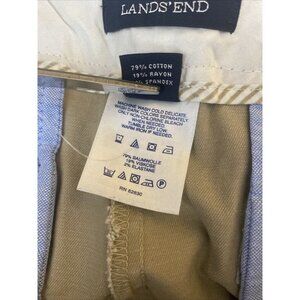 LANDS' END
79% COTTON
19% RAYON
SPANDEX
MACHINE WASH COLD DELICATE.
WASH DARK COLORS SEPARATELY.
ONLY NON-CHLORINE BLEACH
WHEN NEEDED.
TUMBLE DRY LOW.
WARM IRON IF NEEDED.
79% BAUMWOLLE
19% VISKOSE
2% ELASTANE
RN 62830